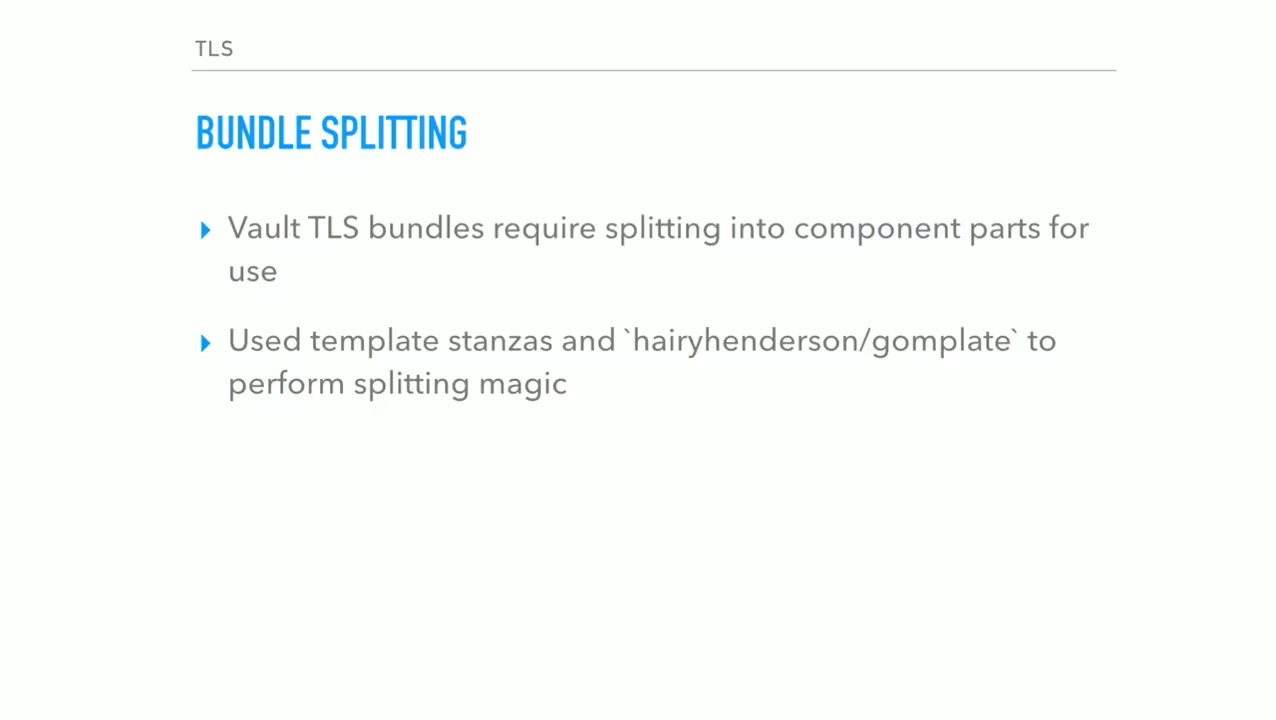 TLS
BUNDLE SPLITTING
Vault TLS bundles require splitting into component parts for
use
Used template stanzas and `hairyhenderson/gomplate` to
perform splitting magic